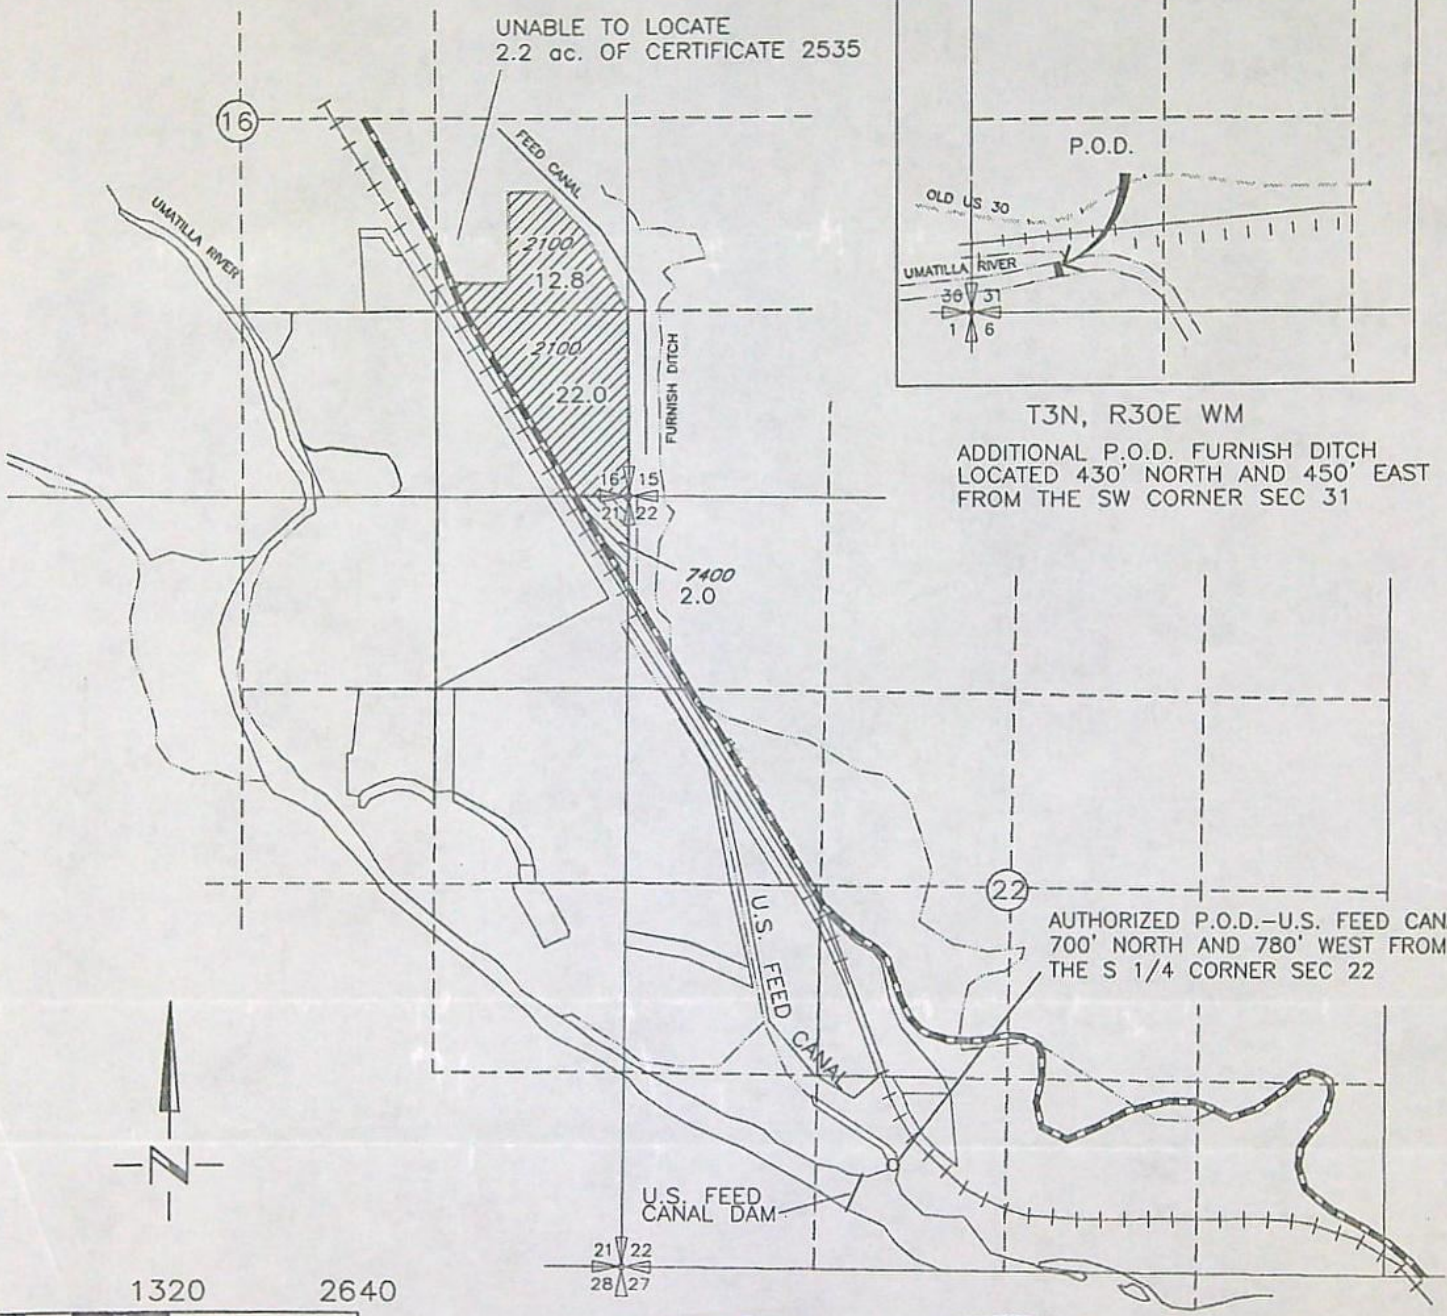 UNABLE TO LOCATE
2.2 ac. OF CERTIFICATE 2535
16
FEED CANAL
UMATILLA RIVER
2100
12.8
2100
22.0
FURNISH DITCH
16 15
21 22
7400
2.0
P.O.D.
OLD US 30
UMATILLA RIVER
36 31
1 6
T3N, R30E WM
ADDITIONAL P.O.D. FURNISH DITCH
LOCATED 430' NORTH AND 450' EAST
FROM THE SW CORNER SEC 31
22
AUTHORIZED P.O.D.-U.S. FEED CAN
700' NORTH AND 780' WEST FROM
THE S 1/4 CORNER SEC 22
U.S. FEED CANAL
N
U.S. FEED
CANAL DAM
21 22
28 27
1320 2640